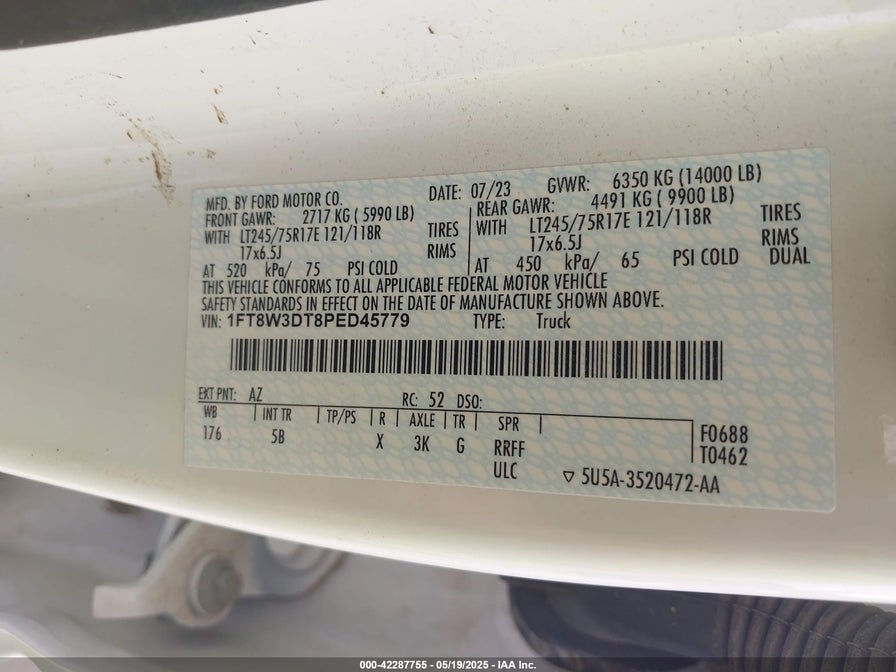 MFD. BY FORD MOTOR CO. DATE: 07/23 GVWR: 6350 KG (14000 LB)
FRONT GAWR: 2717 KG ( 5990 LB) REAR GAWR: 4491 KG ( 9900 LB)
WITH LT245/75R17E 121/118R TIRES WITH LT245/75R17E 121/118R TIRES
17x6.5J RIMS 17x6.5J RIMS
AT 520 kPa/ 75 PSI COLD AT 450 kPa/ 65 PSI COLD DUAL
THIS VEHICLE CONFORMS TO ALL APPLICABLE FEDERAL MOTOR VEHICLE
SAFETY STANDARDS IN EFFECT ON THE DATE OF MANUFACTURE SHOWN ABOVE.
VIN: 1FT8W3DT8PED45779 TYPE: Truck
EXT PNT: AZ RC: 52 DSO:
WB INT TR TP/PS R AXLE TR SPR
176 5B X 3K G RRFF F0688
ULC T0462
▽ 5U5A-3520472-AA
000-42287755 - 05/19/2025 - IAA Inc.